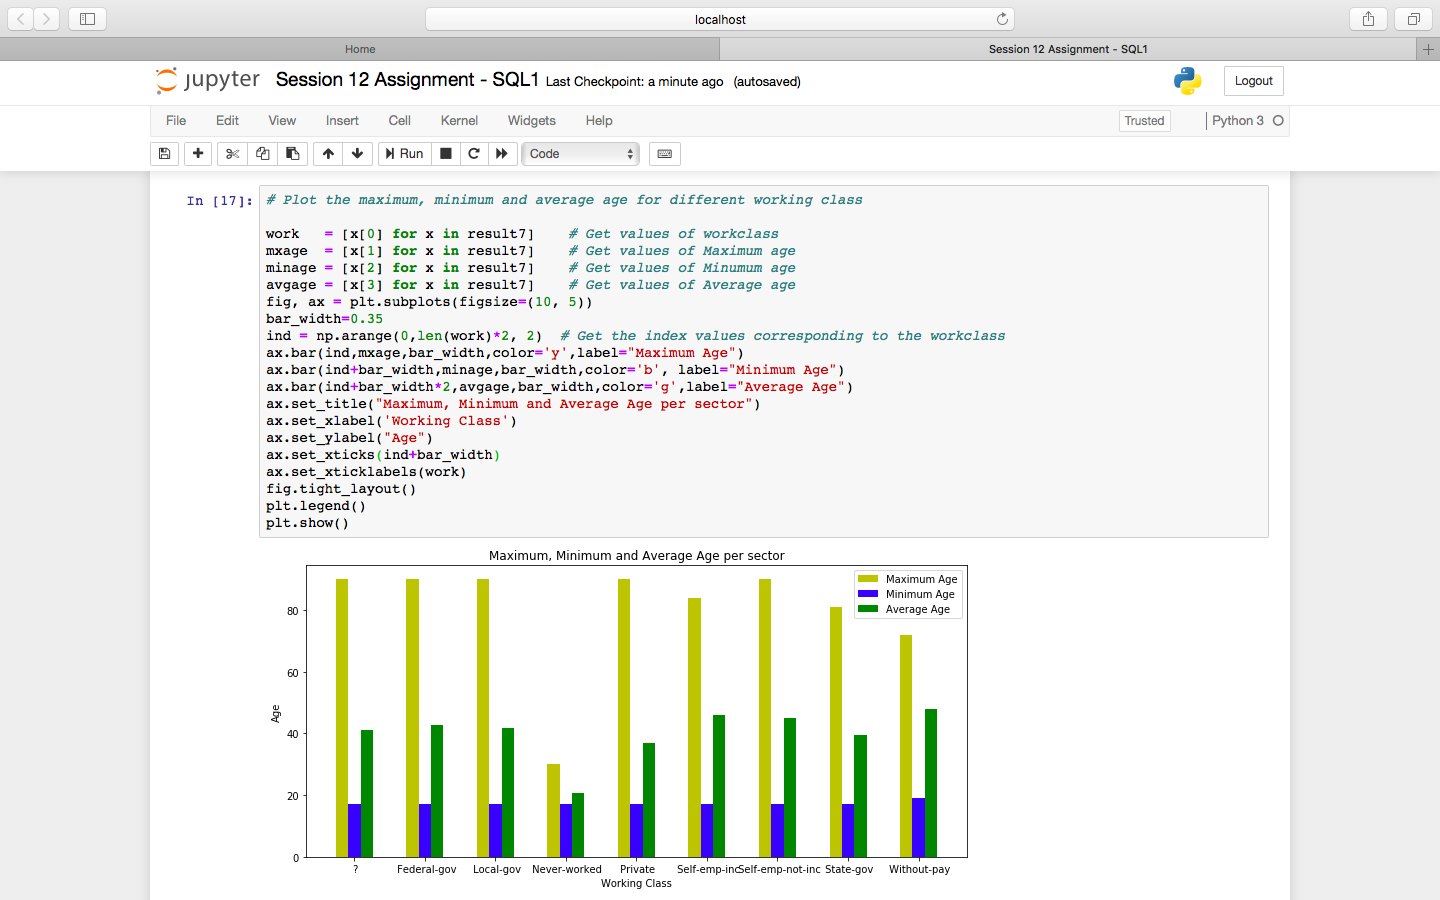 localhost
Home
Session 12 Assignment - SQL1
+
jupyter Session 12 Assignment - SQL1 Last Checkpoint: a minute ago (autosaved)
Logout
File Edit View Insert Cell Kernel Widgets Help
Trusted
Python 3
Run
Code
In [17]:
# Plot the maximum, minimum and average age for different working class
work   = [x[0] for x in result7]    # Get values of workclass
mxage  = [x[1] for x in result7]    # Get values of Maximum age
minage = [x[2] for x in result7]    # Get values of Minumum age
avgage = [x[3] for x in result7]    # Get values of Average age
fig, ax = plt.subplots(figsize=(10, 5))
bar_width=0.35
ind = np.arange(0,len(work)*2, 2)  # Get the index values corresponding to the workclass
ax.bar(ind,mxage,bar_width,color='y',label="Maximum Age")
ax.bar(ind+bar_width,minage,bar_width,color='b', label="Minimum Age")
ax.bar(ind+bar_width*2,avgage,bar_width,color='g',label="Average Age")
ax.set_title("Maximum, Minimum and Average Age per sector")
ax.set_xlabel('Working Class')
ax.set_ylabel("Age")
ax.set_xticks(ind+bar_width)
ax.set_xticklabels(work)
fig.tight_layout()
plt.legend()
plt.show()
Maximum, Minimum and Average Age per sector
Maximum Age
Minimum Age
Average Age
80
60
40
20
0
Age
? Federal-gov Local-gov Never-worked Private Self-emp-inc Self-emp-not-inc State-gov Without-pay
Working Class